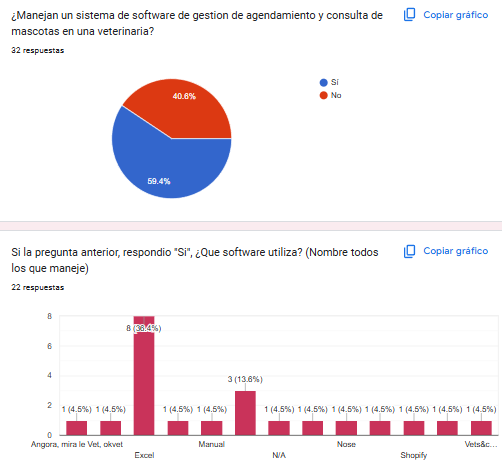 ¿Manejan un sistema de software de gestion de agendamiento y consulta de
mascotas en una veterinaria?
Copiar gráfico
32 respuestas
Sí
No
40.6%
59.4%
Si la pregunta anterior, respondio "Si", ¿Que software utiliza? (Nombre todos
los que maneje)
Copiar gráfico
22 respuestas
8
6
4
2
0
8 (36.4%)
3 (13.6%)
1 (4.5%) 1 (4.5%) 1 (4.5%) 1 (4.5%) 1 (4.5%) 1 (4.5%) 1 (4.5%) 1 (4.5%) 1 (4.5%) 1 (4.5%) 1 (4.5%)
Angora, mira le Vet, okvet Manual Nose Vets&c...
Excel N/A Shopify